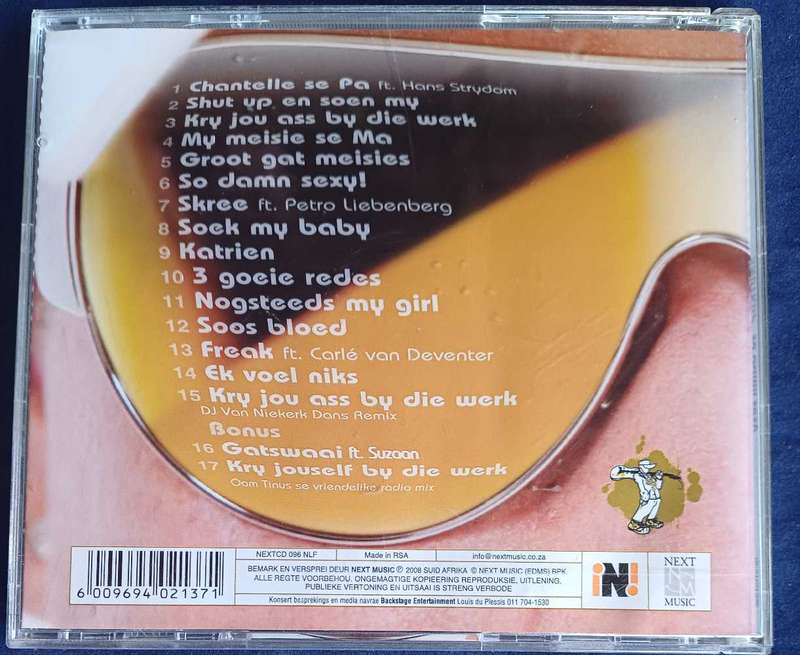 1 Chantelle se Pa ft. Hans Strydom
2 Shut up en soen my
3 Kry jou ass by die werk
4 My meisie se Ma
5 Groot gat meisies
6 So damn sexy!
7 Skree ft. Petro Liebenberg
8 Soek my baby
9 Katrien
10 3 goeie redes
11 Nogsteeds my girl
12 Soos bloed
13 Freak ft. Carlé van Deventer
14 Ek voel niks
15 Kry jou ass by die werk
DJ Van Niekerk Dans Remix
Bonus
16 Gatswaai ft. Suzaan
17 Kry jouself by die werk
Oom Tinus se vriendelike radio mix
NEXTCD 096 NLF Made in RSA info@nextmusic.co.za
BEMARK EN VERSPREI DEUR NEXT MUSIC ℗ 2008 SUID AFRIKA © NEXT MUSIC (EDMS) BPK
ALLE REGTE VOORBEHOU, ONGEMAGTIGE KOPIEERING REPRODUKSIE, UITLENING,
PUBLIEKE VERTONING EN UITSAAI IS STRENG VERBODE
Konsert besprekings en media navrae Backstage Entertainment Louis du Plessis 011 704-1530
6 009694 021371
N!
NEXT
MUSIC